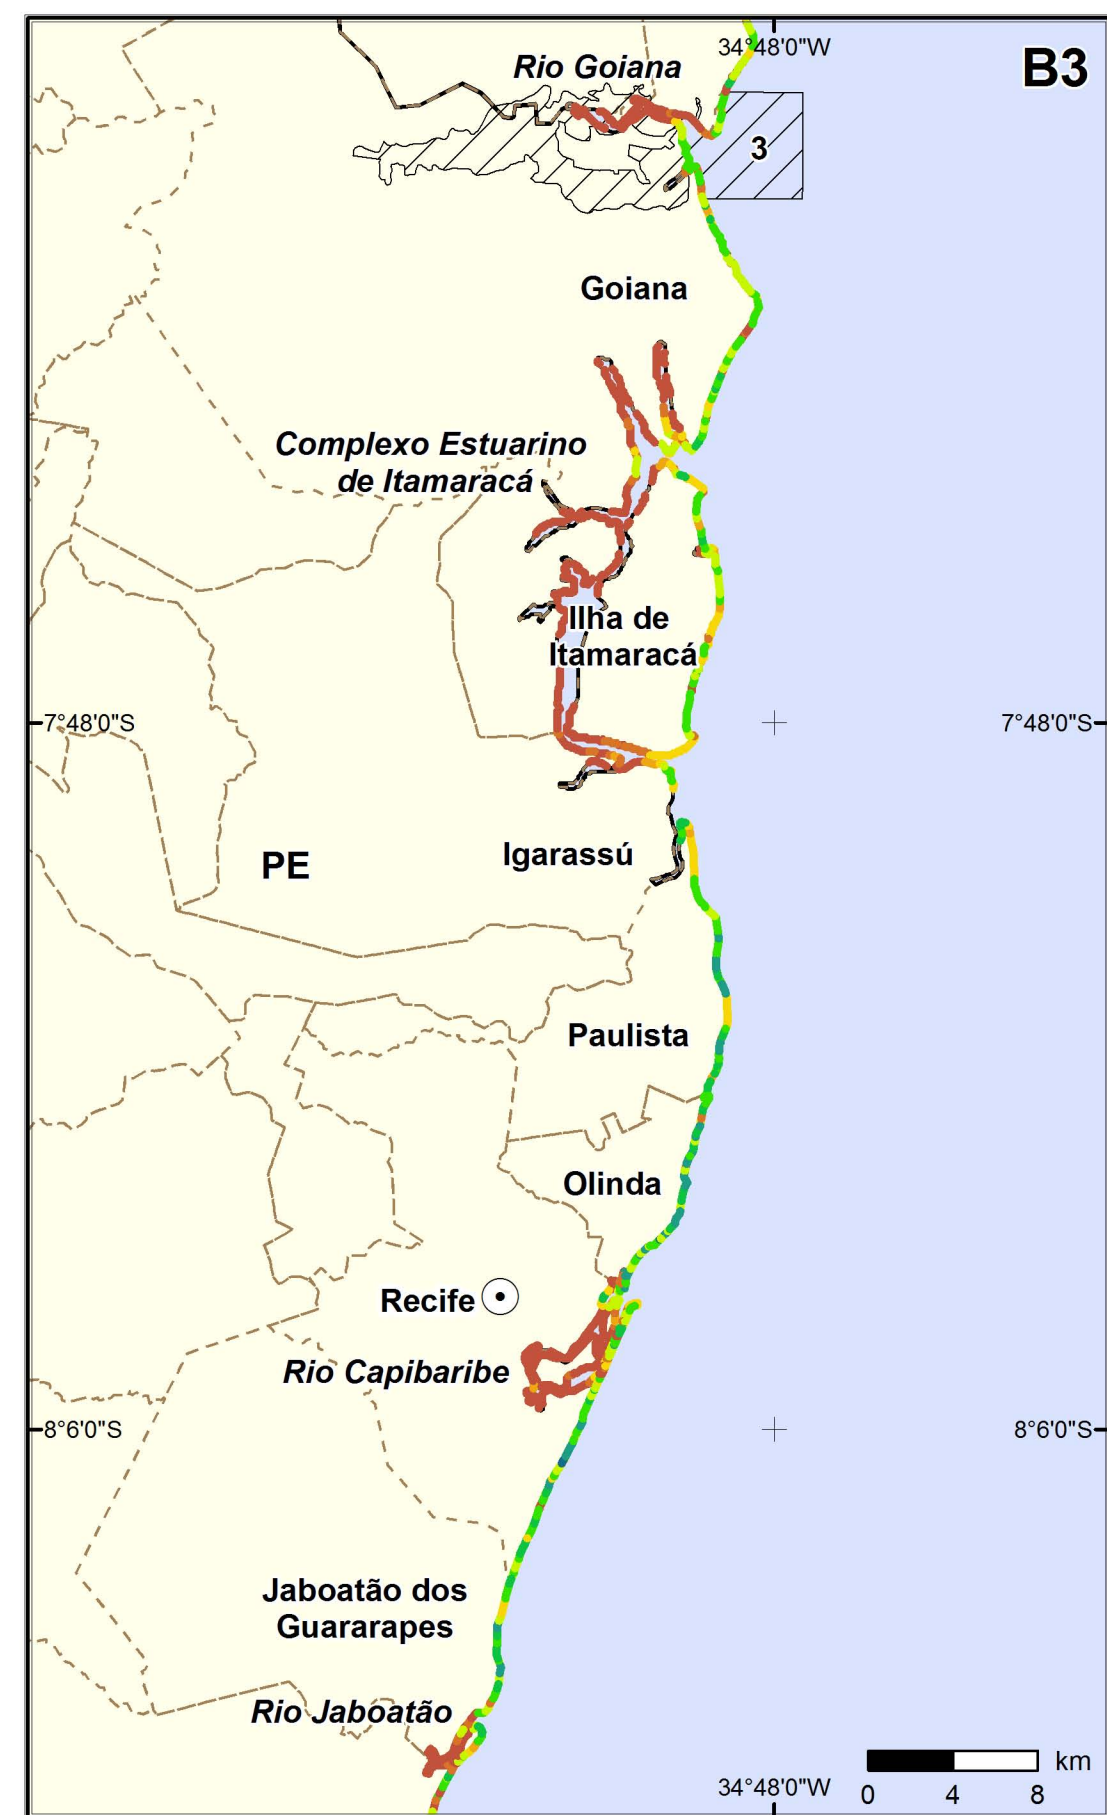 34°48'0"W
B3
Rio Goiana
3
Goiana
Complexo Estuarino
de Itamaracá
Ilha de
Itamaracá
7°48'0"S
7°48'0"S
Igarassú
PE
Paulista
Olinda
Recife
Rio Capibaribe
8°6'0"S
8°6'0"S
Jaboatão dos
Guararapes
Rio Jaboatão
km
34°48'0"W
0 4 8